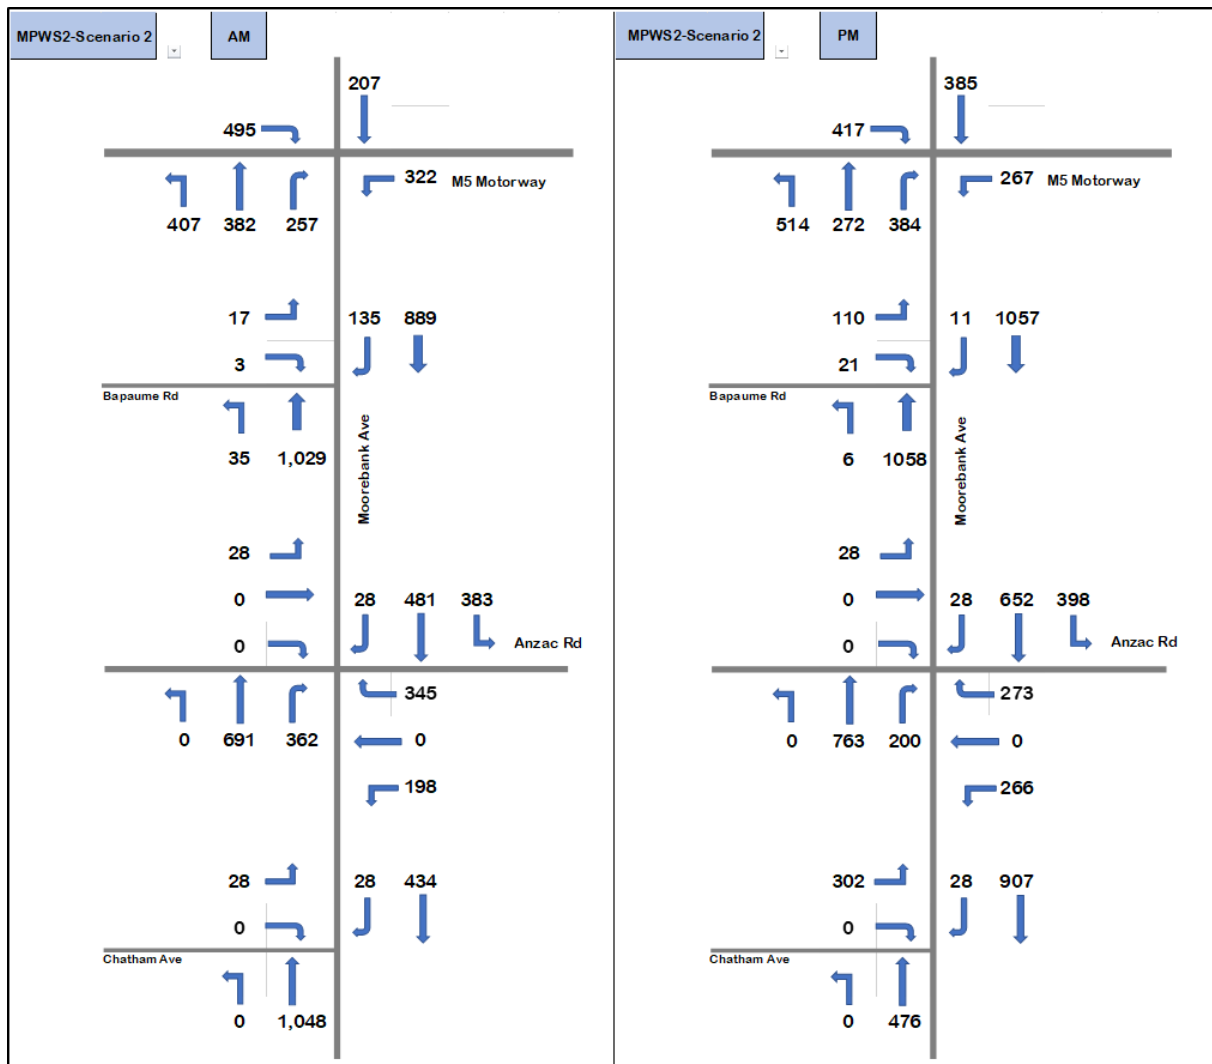 MPWS2-Scenario 2 AM
207
495
322 M5 Motorway
407 382 257
17 135 889
3
Bapaume Rd
35 1,029
Moorebank Ave
28
0 28 481 383
0 Anzac Rd
345
0 691 362 0
198
28 28 434
0
Chatham Ave
0 1,048
MPWS2-Scenario 2 PM
385
417
267 M5 Motorway
514 272 384
110 11 1057
21
Bapaume Rd
6 1058
Moorebank Ave
28
0 28 652 398
0 Anzac Rd
273
0 763 200 0
266
302 28 907
0
Chatham Ave
0 476